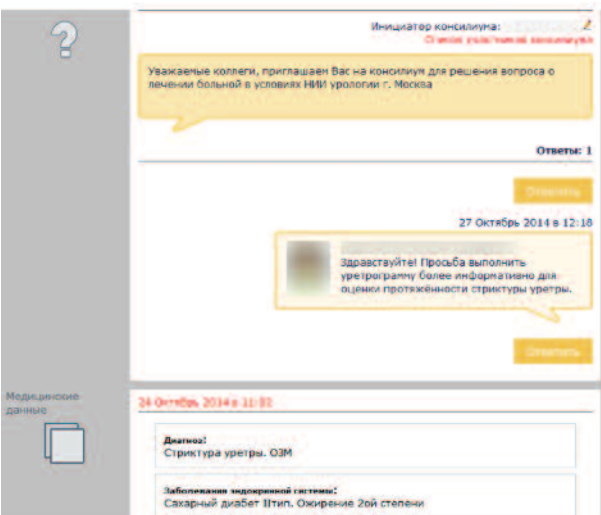 Инициатор консилиума:
Список участников консилиума
Уважаемые коллеги, приглашаем Вас на консилиум для решения вопроса о
лечении больной в условиях НИИ урологии г. Москва
Ответы: 1
Ответить
27 Октябрь 2014 в 12:18
Здравствуйте! Просьба выполнить
уретрограмму более информативно для
оценки протяжённости стриктуры уретры.
Ответить
Медицинские
данные
24 Октябрь 2014 в 11:02
Диагноз:
Стриктура уретры. ОЗМ
Заболевания эндокринной системы:
Сахарный диабет IIтип. Ожирение 2ой степени